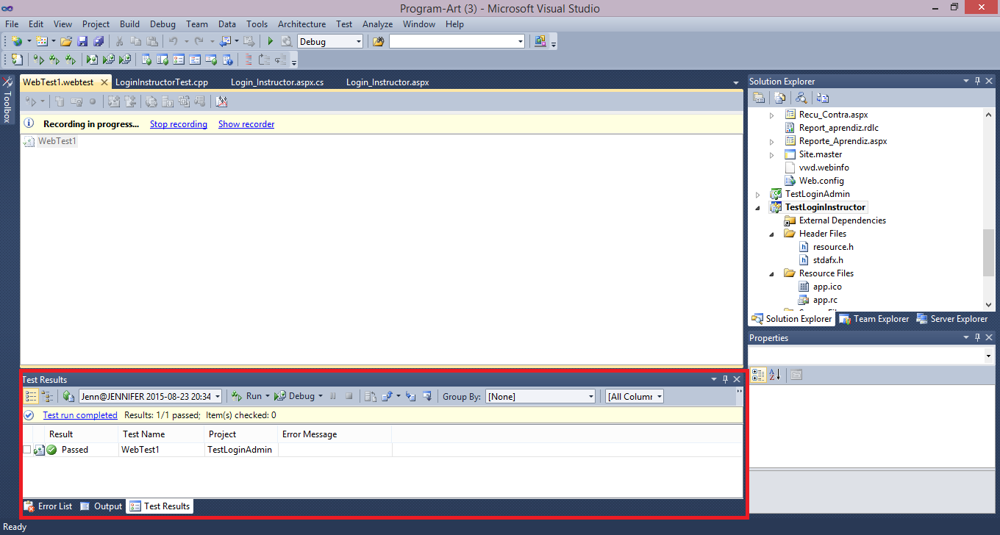 Program-Art (3) - Microsoft Visual Studio
File Edit View Project Build Debug Team Data Tools Architecture Test Analyze Window Help
Debug
WebTest1.webtest LoginInstructorTest.cpp Login_Instructor.aspx.cs Login_Instructor.aspx
Toolbox
Recording in progress... Stop recording Show recorder
WebTest1
Solution Explorer
Recu_Contra.aspx
Report_aprendiz.rdlc
Reporte_Aprendiz.aspx
Site.master
vwd.webinfo
Web.config
TestLoginAdmin
TestLoginInstructor
External Dependencies
Header Files
resource.h
stdafx.h
Resource Files
app.ico
app.rc
Solution Explorer Team Explorer Server Explorer
Properties
Test Results
Jenn@JENNIFER 2015-08-23 20:34 Run Debug Group By: [None] [All Column
Test run completed Results: 1/1 passed; Item(s) checked: 0
Result Test Name Project Error Message
Passed WebTest1 TestLoginAdmin
Error List Output Test Results
Ready